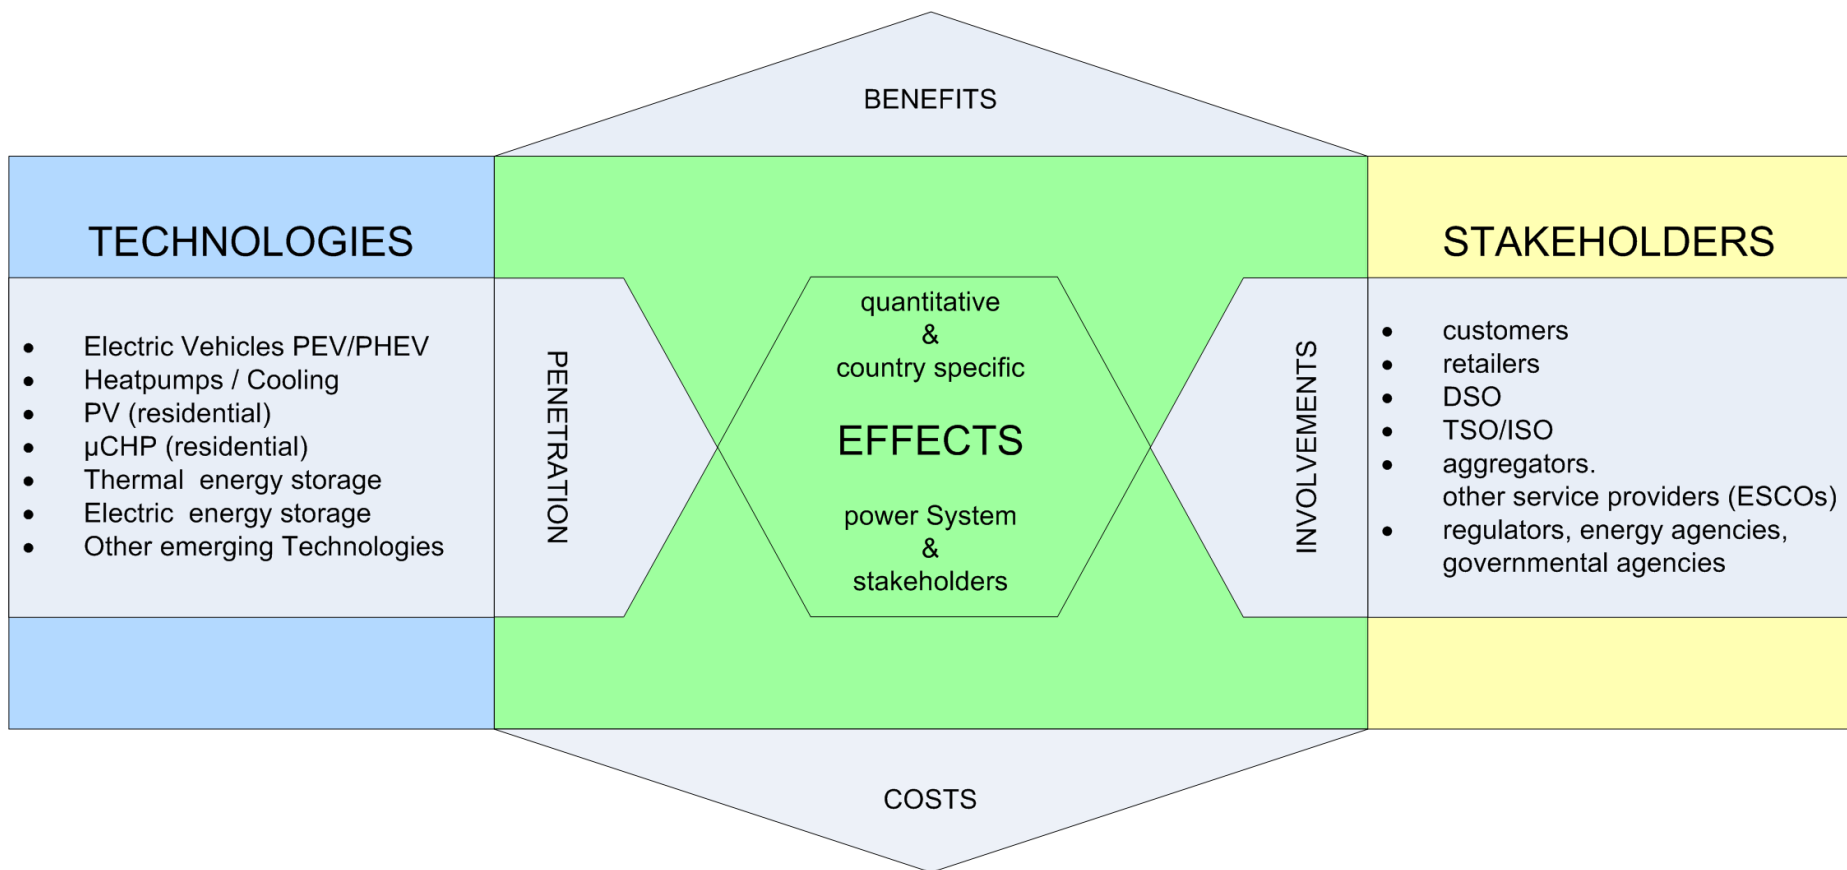 BENEFITS
TECHNOLOGIES
• Electric Vehicles PEV/PHEV
• Heatpumps / Cooling
• PV (residential)
• µCHP (residential)
• Thermal energy storage
• Electric energy storage
• Other emerging Technologies
PENETRATION
quantitative
&
country specific
EFFECTS
power System
&
stakeholders
INVOLVEMENTS
STAKEHOLDERS
• customers
• retailers
• DSO
• TSO/ISO
• aggregators.
other service providers (ESCOs)
• regulators, energy agencies,
governmental agencies
COSTS